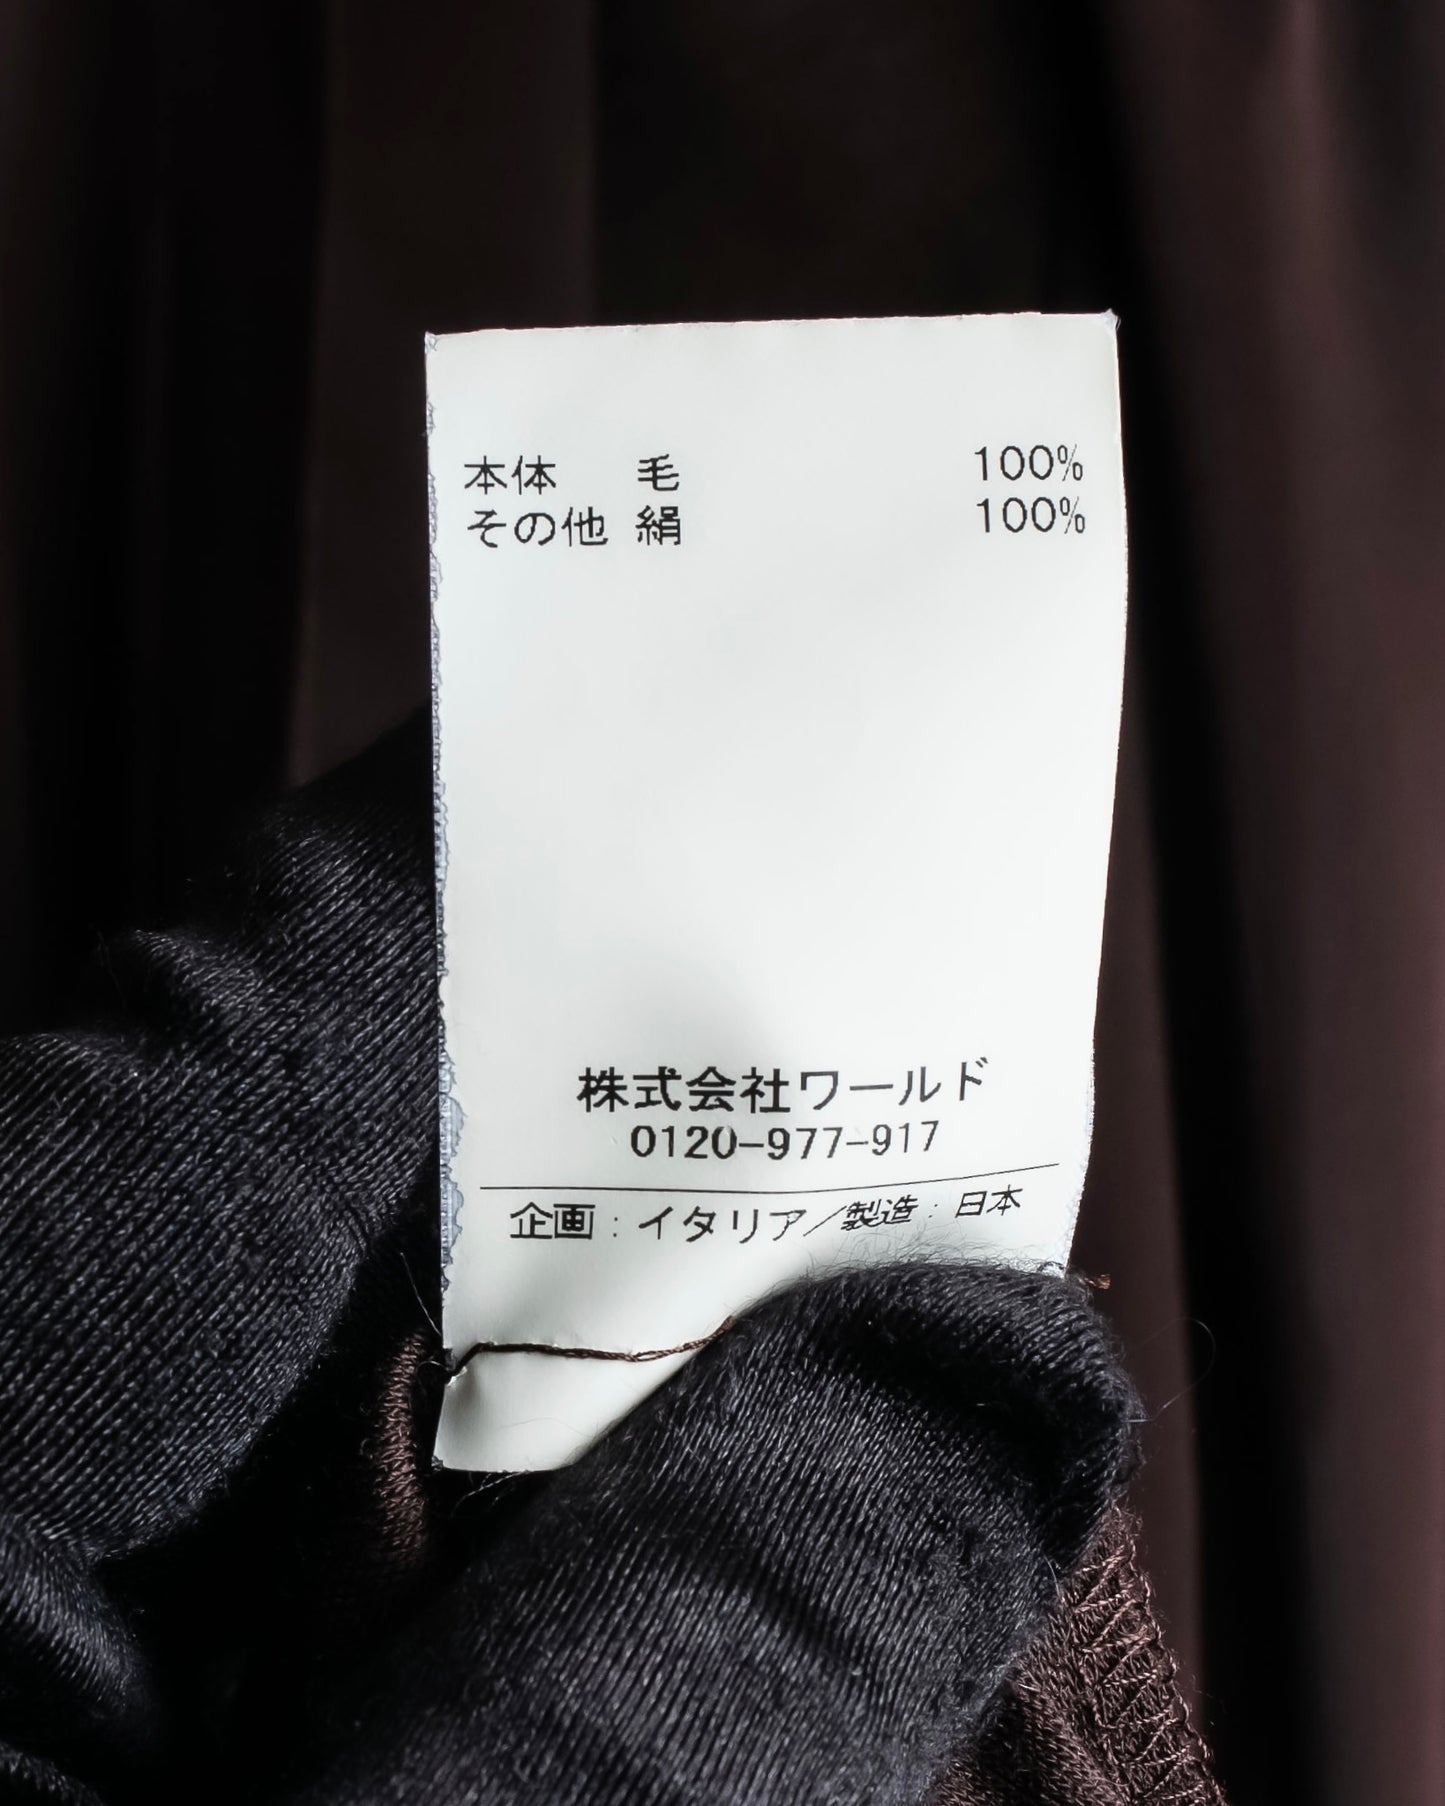 本体 毛 100%
その他 絹 100%
株式会社ワールド
0120-977-917
企画:イタリア/製造:日本